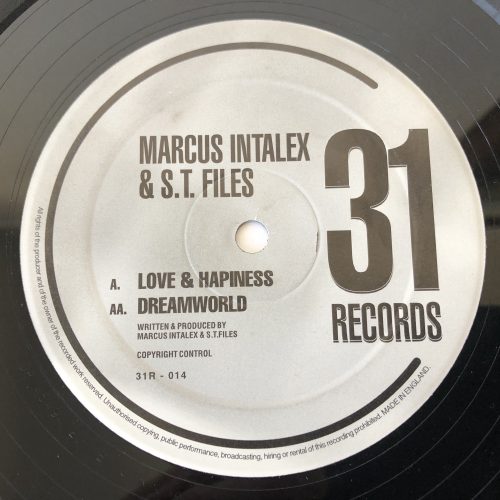 MARCUS INTALEX
& S.T. FILES
31
RECORDS
A. LOVE & HAPINESS
AA. DREAMWORLD
WRITTEN & PRODUCED BY
MARCUS INTALEX & S.T.FILES
COPYRIGHT CONTROL
31R - 014
All rights of the producer and of the owner of the recorded work reserved. Unauthorised copying, public performance, broadcasting, hiring or rental of this recording prohibited. MADE IN ENGLAND.